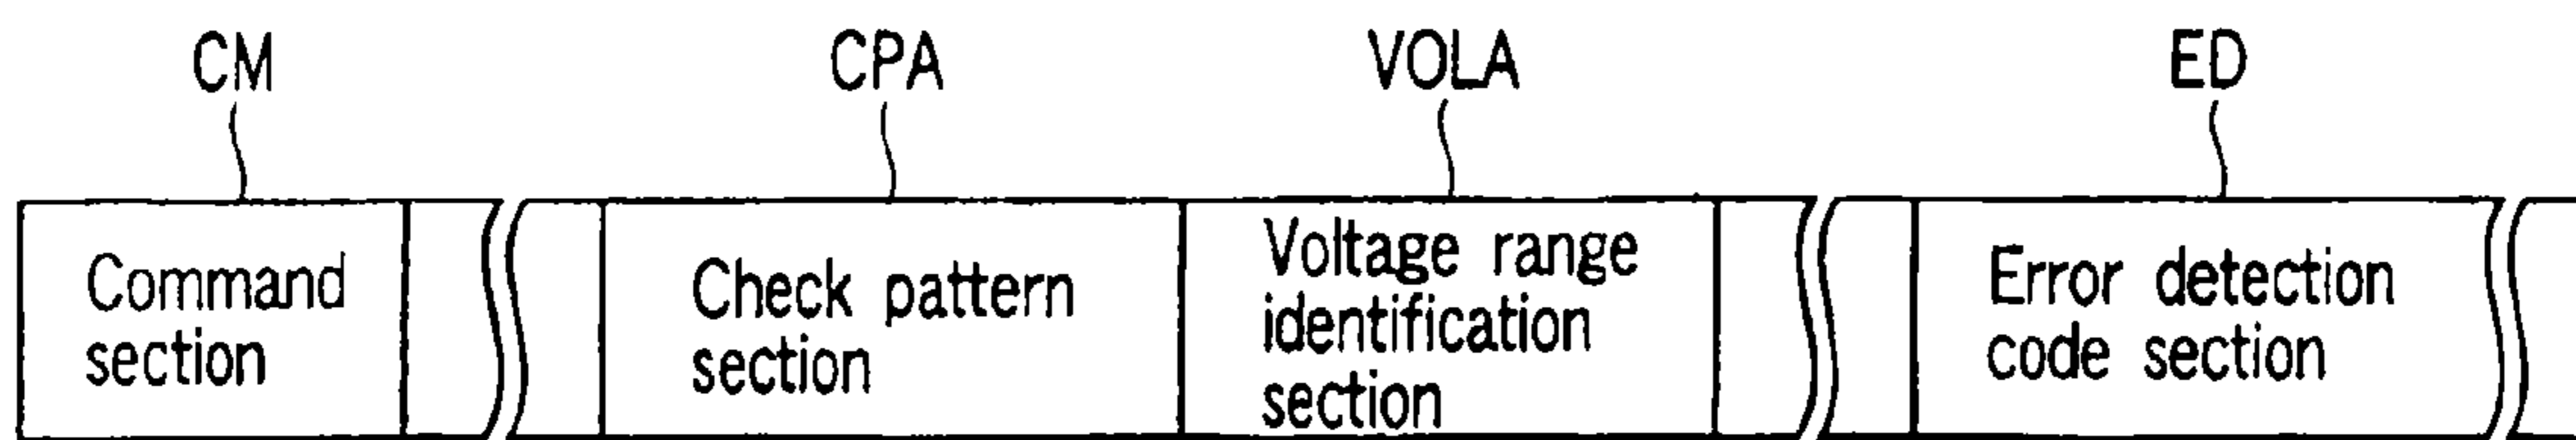 CM CPA VOLA ED
Command
section
Check pattern
section
Voltage range
identification
section
Error detection
code section